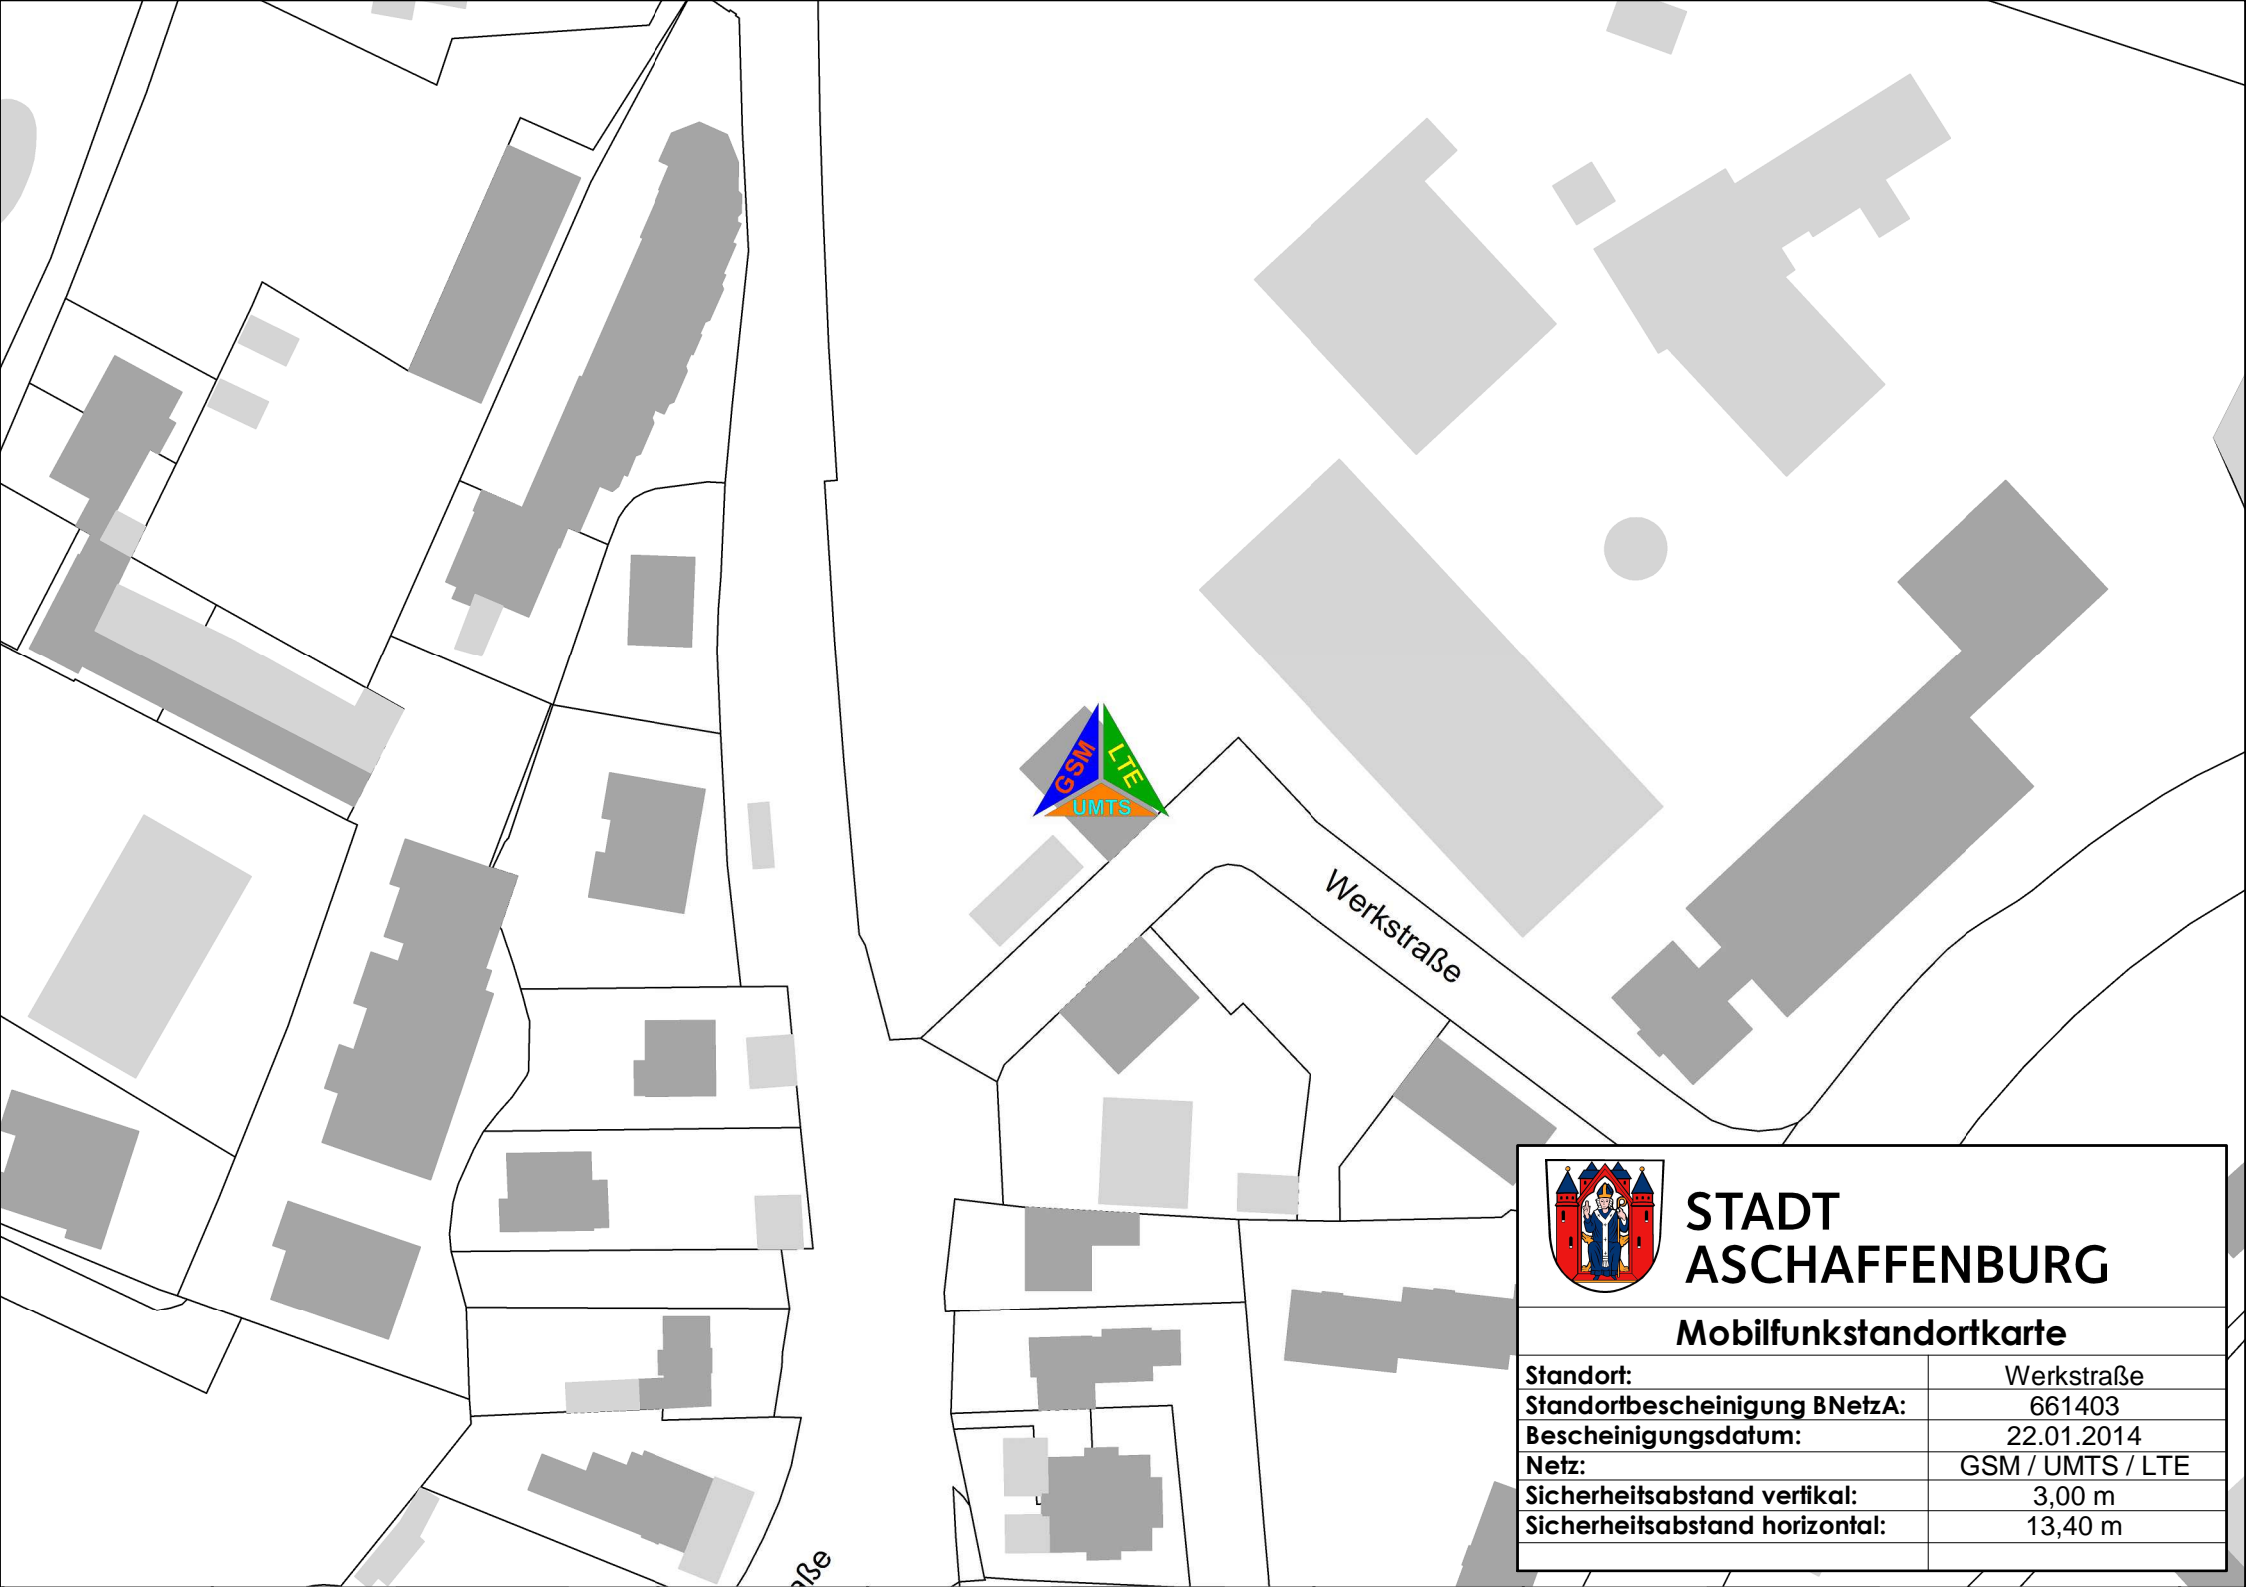 GSM
LTE
UMTS
Werkstraße
aße
STADT
ASCHAFFENBURG
Mobilfunkstandortkarte
Standort: Werkstraße
Standortbescheinigung BNetzA: 661403
Bescheinigungsdatum: 22.01.2014
Netz: GSM / UMTS / LTE
Sicherheitsabstand vertikal: 3,00 m
Sicherheitsabstand horizontal: 13,40 m